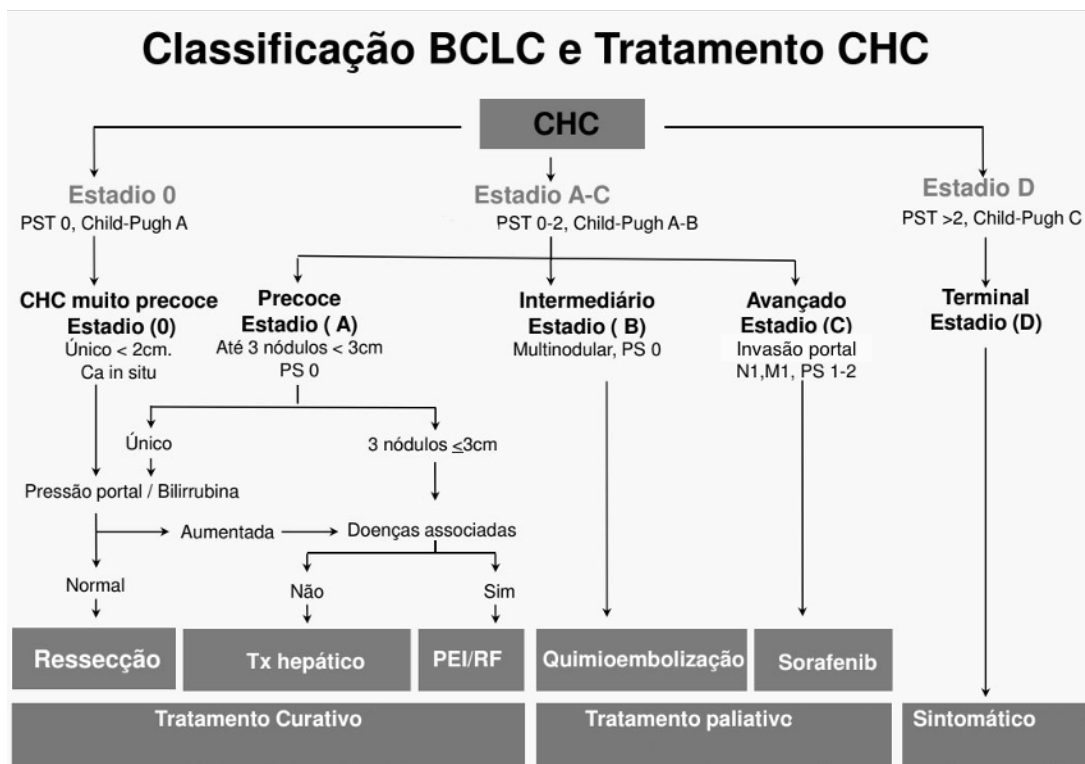 Classificação BCLC e Tratamento CHC
CHC
Estadio 0
PST 0, Child-Pugh A
Estadio A-C
PST 0-2, Child-Pugh A-B
Estadio D
PST >2, Child-Pugh C
CHC muito precoce
Estadio (0)
Único < 2cm.
Ca in situ
Precoce
Estadio ( A)
Até 3 nódulos < 3cm
PS 0
Intermediário
Estadio ( B)
Multinodular, PS 0
Avançado
Estadio (C)
Invasão portal
N1,M1, PS 1-2
Terminal
Estadio (D)
Único
3 nódulos ≤3cm
Pressão portal / Bilirrubina
Aumentada
Doenças associadas
Normal
Não
Sim
Ressecção
Tx hepático
PEI/RF
Quimioembolização
Sorafenib
Tratamento Curativo
Tratamento paliativo
Sintomático